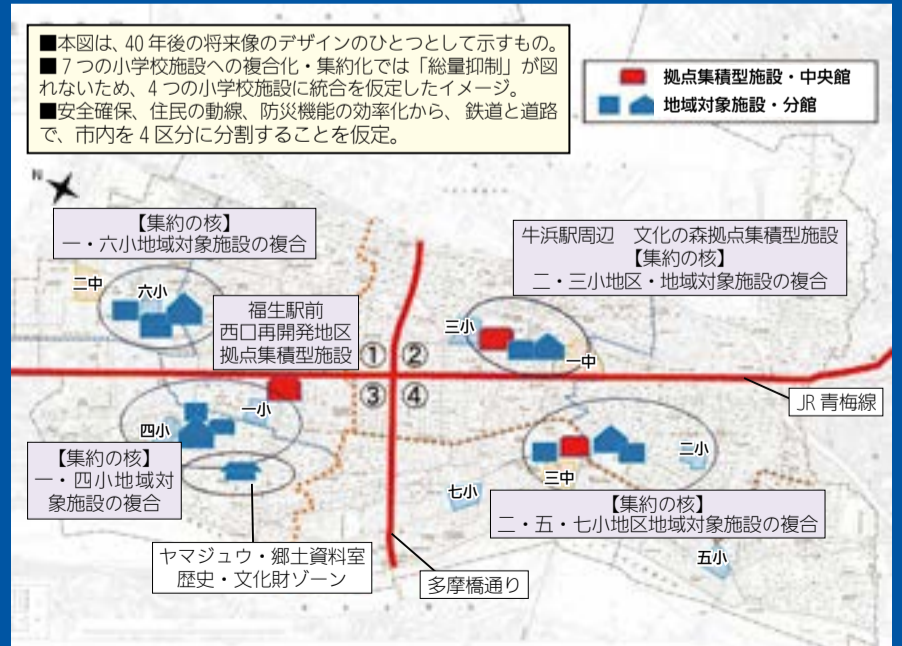 ■本図は、40年後の将来像のデザインのひとつとして示すもの。
■7つの小学校施設への複合化・集約化では「総量抑制」が図
れないため、4つの小学校施設に統合を仮定したイメージ。
■安全確保、住民の動線、防災機能の効率化から、鉄道と道路
で、市内を4区分に分割することを仮定。
拠点集積型施設・中央館
地域対象施設・分館
N
【集約の核】
一・六小地域対象施設の複合
牛浜駅周辺　文化の森拠点集積型施設
【集約の核】
二・三小地区・地域対象施設の複合
二中
六小
福生駅前
西口再開発地区
拠点集積型施設
三小
一中
① ②
③ ④
JR青梅線
一小
四小
【集約の核】
一・四小地域対
象施設の複合
二小
三中
七小
【集約の核】
二・五・七小地区地域対象施設の複合
ヤマジュウ・郷土資料室
歴史・文化財ゾーン
多摩橋通り
五小